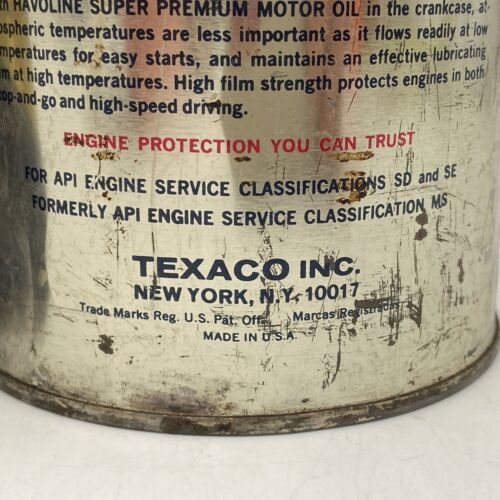 HAVOLINE SUPER PREMIUM MOTOR OIL in the crankcase, at-
ospheric temperatures are less important as it flows readily at low
mperatures for easy starts, and maintains an effective lubricating
m at high temperatures. High film strength protects engines in both
top-and-go and high-speed driving.
ENGINE PROTECTION YOU CAN TRUST
FOR API ENGINE SERVICE CLASSIFICATIONS SD and SE
FORMERLY API ENGINE SERVICE CLASSIFICATION MS
TEXACO INC.
NEW YORK, N.Y. 10017
Trade Marks Reg. U.S. Pat. Off. Marcas Registradas
MADE IN U.S.A.